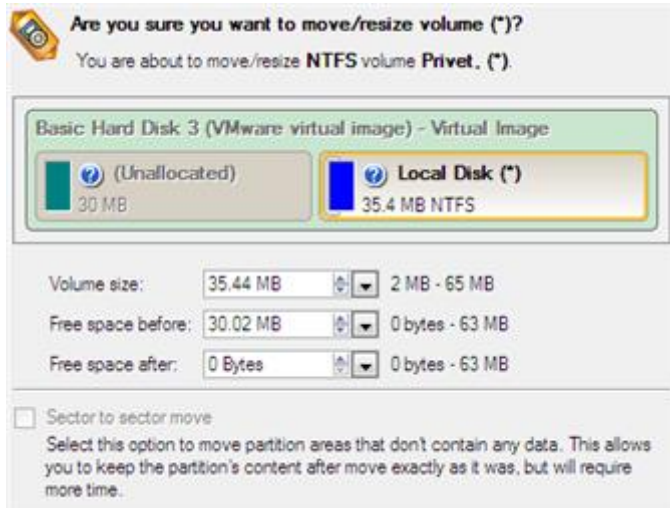 Are you sure you want to move/resize volume (*)?
You are about to move/resize NTFS volume Privet, (*).
Basic Hard Disk 3 (VMware virtual image) - Virtual Image
(Unallocated)
30 MB
Local Disk (*)
35.4 MB NTFS
Volume size: 35.44 MB 2 MB - 65 MB
Free space before: 30.02 MB 0 bytes - 63 MB
Free space after: 0 Bytes 0 bytes - 63 MB
Sector to sector move
Select this option to move partition areas that don't contain any data. This allows
you to keep the partition's content after move exactly as it was, but will require
more time.